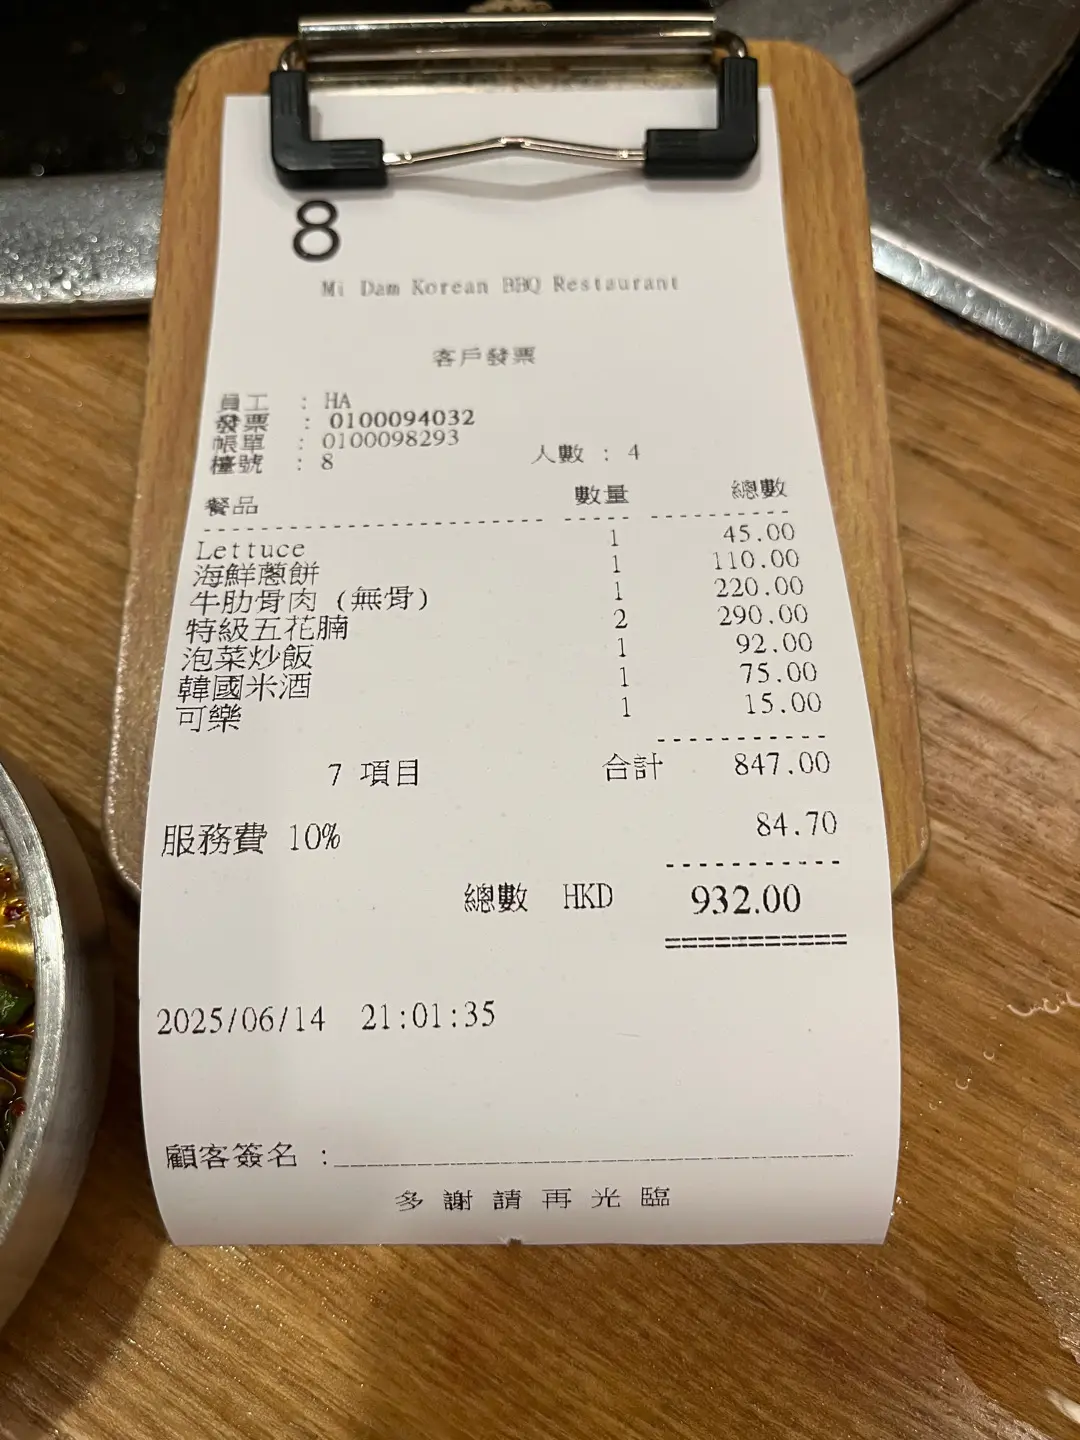 8
Mi Dam Korean BBQ Restaurant
客戶發票
員工 : HA
發票 : 0100094032
帳單 : 0100098293
檯號 : 8 人數 : 4
餐品 數量 總數
Lettuce 1 45.00
海鮮蔥餅 1 110.00
牛肋骨肉 (無骨) 1 220.00
特級五花腩 2 290.00
泡菜炒飯 1 92.00
韓國米酒 1 75.00
可樂 1 15.00
7 項目 合計 847.00
服務費 10% 84.70
總數 HKD 932.00
2025/06/14 21:01:35
顧客簽名 :
多謝請再光臨